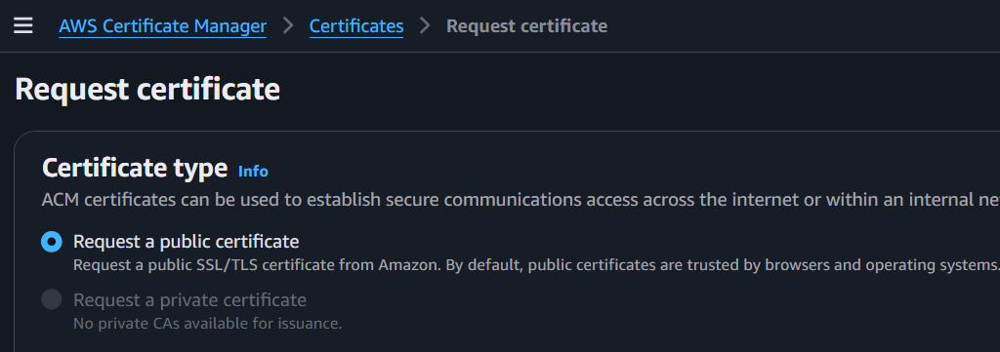 AWS Certificate Manager > Certificates > Request certificate
Request certificate
Certificate type Info
ACM certificates can be used to establish secure communications access across the internet or within an internal
Request a public certificate
Request a public SSL/TLS certificate from Amazon. By default, public certificates are trusted by browsers and operating systems.
Request a private certificate
No private CAs available for issuance.